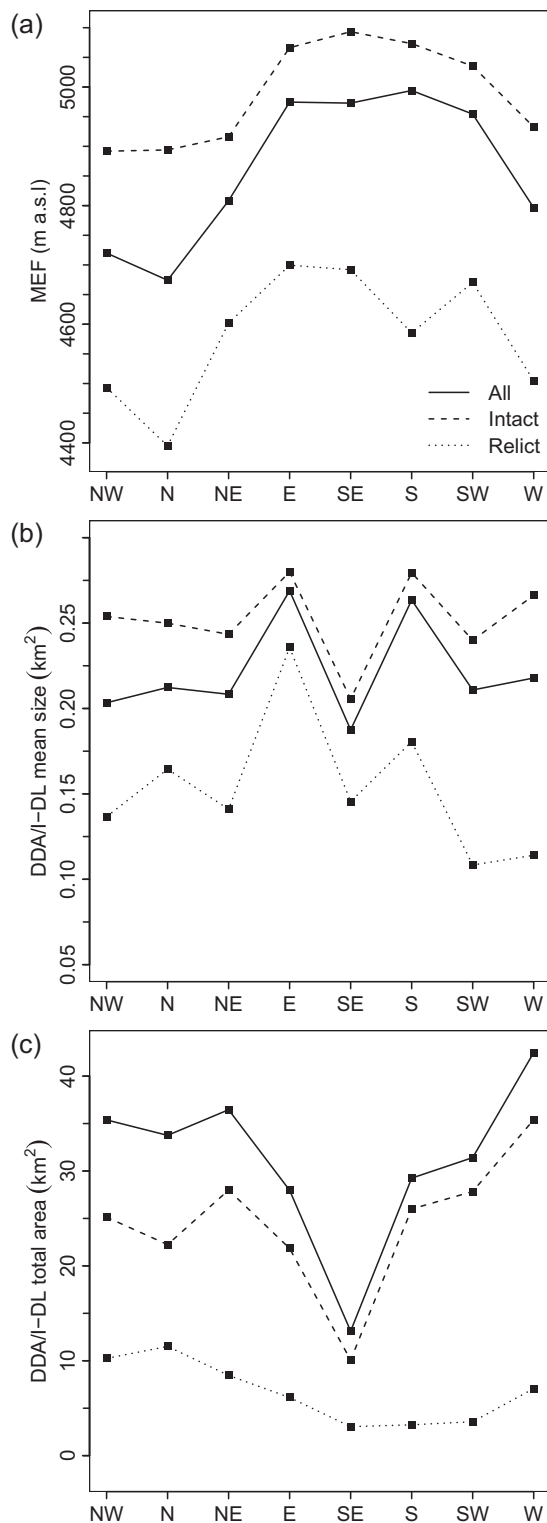 (a)
MEF (m a.s.l)
5000
4800
4600
4400
All
Intact
Relict
NW N NE E SE S SW W
(b)
DDA/I−DL mean size (km²)
0.25
0.20
0.15
0.10
0.05
NW N NE E SE S SW W
(c)
DDA/I−DL total area (km²)
40
30
20
10
0
NW N NE E SE S SW W